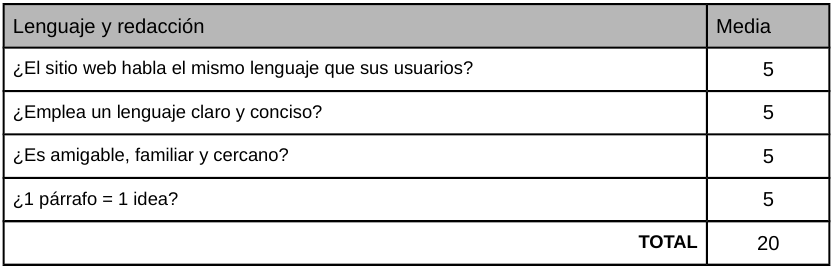 Lenguaje y redacción Media
¿El sitio web habla el mismo lenguaje que sus usuarios? 5
¿Emplea un lenguaje claro y conciso? 5
¿Es amigable, familiar y cercano? 5
¿1 párrafo = 1 idea? 5
TOTAL 20